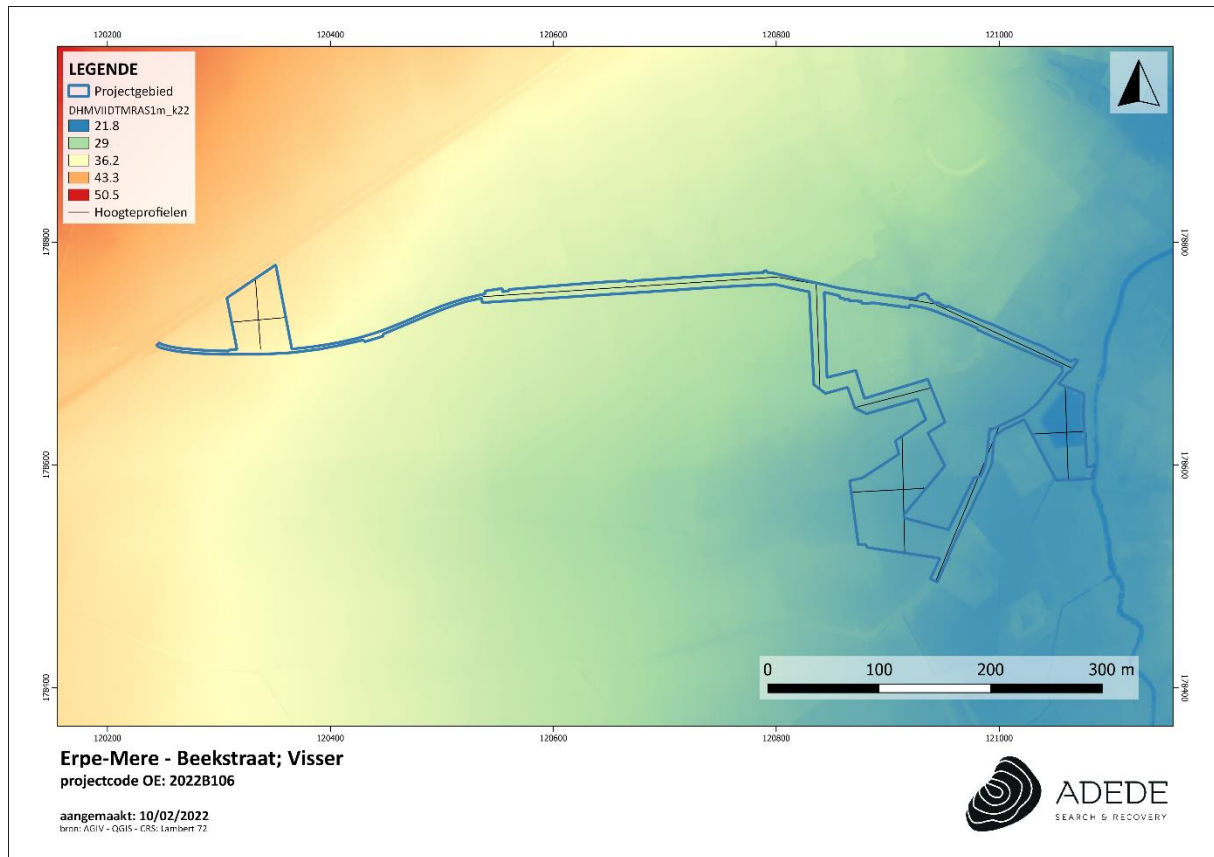 120200 120400 120600 120800 121000
LEGENDE
Projectgebied
DHMVIIDTMRAS1m_k22
21.8
29
36.2
43.3
50.5
Hoogteprofielen
178800 178800
178600 178600
178400 178400
0 100 200 300 m
120200 120400 120600 120800 121000
Erpe-Mere - Beekstraat; Visser
projectcode OE: 2022B106
aangemaakt: 10/02/2022
bron: AGIV - QGIS - CRS: Lambert 72
ADEDE
SEARCH & RECOVERY